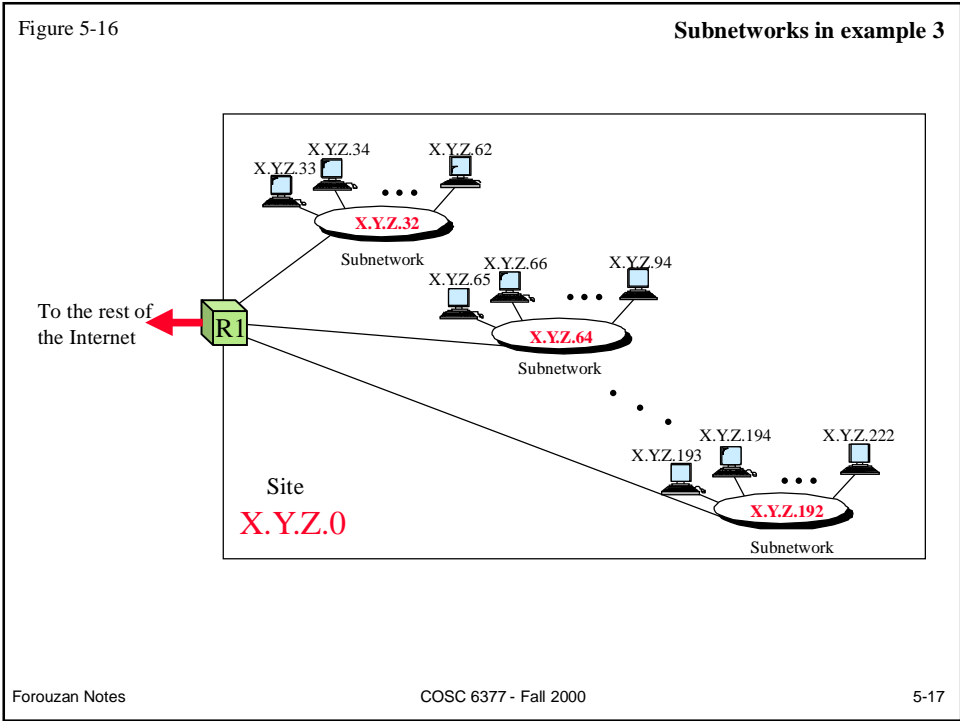 Figure 5-16
Subnetworks in example 3
X.Y.Z.34
X.Y.Z.62
X.Y.Z.33
• • •
X.Y.Z.32
Subnetwork
X.Y.Z.66
X.Y.Z.94
X.Y.Z.65
• • •
To the rest of
the Internet
R1
X.Y.Z.64
Subnetwork
• • •
X.Y.Z.194
X.Y.Z.222
X.Y.Z.193
• • •
Site
X.Y.Z.0
X.Y.Z.192
Subnetwork
Forouzan Notes
COSC 6377 - Fall 2000
5-17